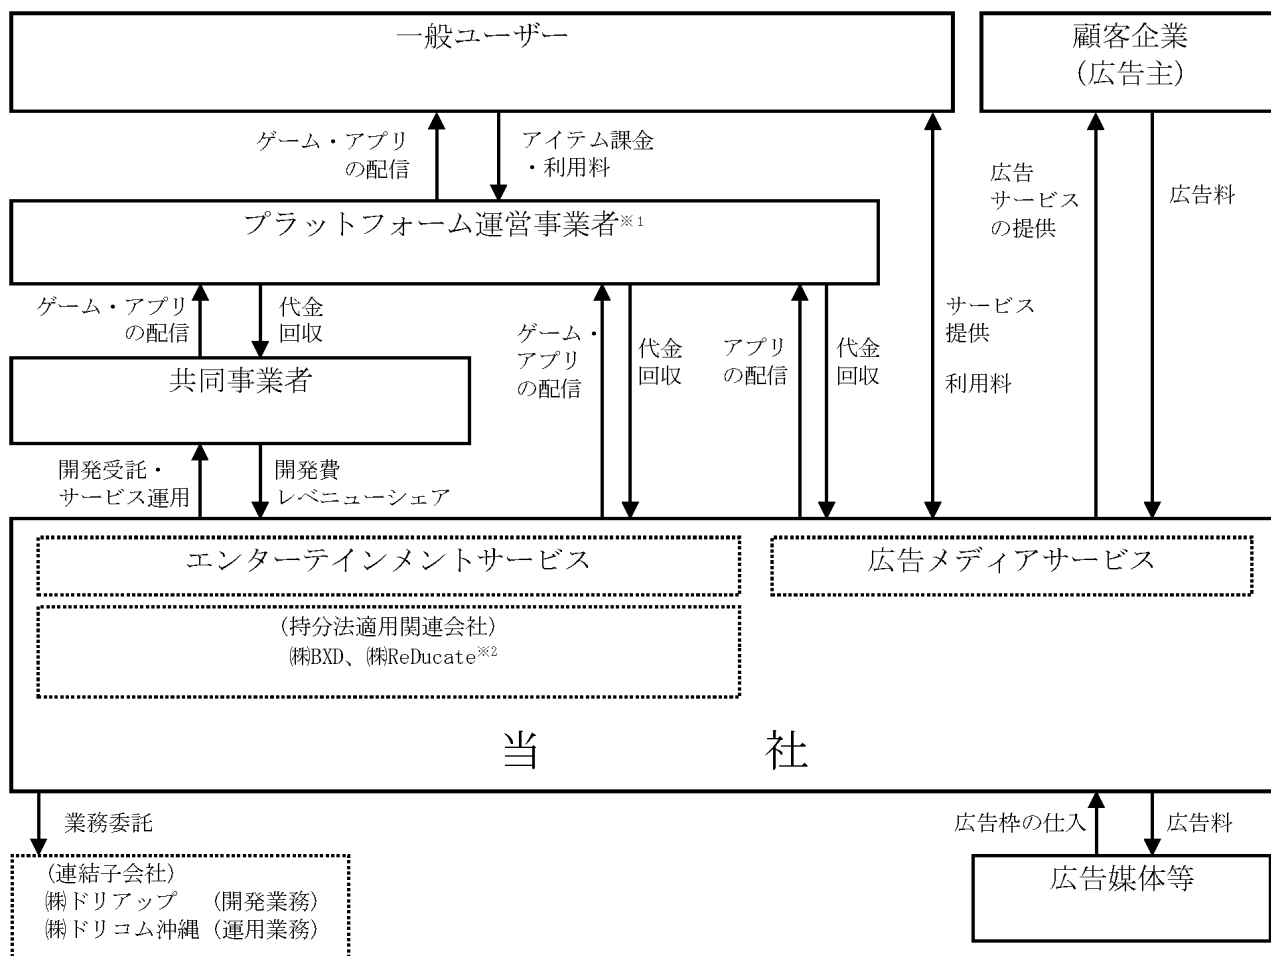 一般ユーザー
顧客企業
(広告主)
ゲーム・アプリ
の配信
アイテム課金
・利用料
広告
サービス
の提供
広告料
プラットフォーム運営事業者※1
ゲーム・アプリ
の配信
代金
回収
ゲーム・
アプリ
の配信
代金
回収
アプリ
の配信
代金
回収
サービス
提供
利用料
共同事業者
開発受託・
サービス運用
開発費
レベニューシェア
エンターテインメントサービス
広告メディアサービス
(持分法適用関連会社)
㈱BXD、㈱ReDucate※2
当社
業務委託
広告枠の仕入
広告料
(連結子会社)
㈱ドリアップ (開発業務)
㈱ドリコム沖縄 (運用業務)
広告媒体等